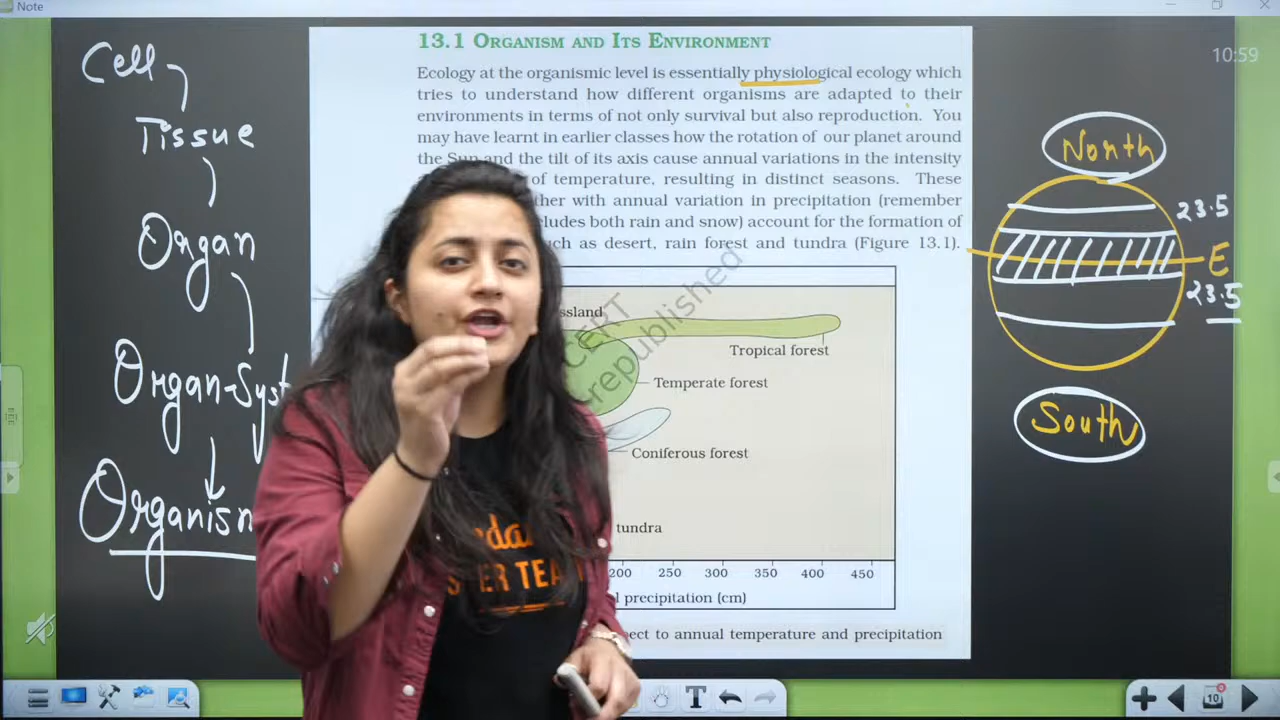 Note
10:59
Cell
Tissue
Organ
Organ-Syst
Organism
13.1 ORGANISM AND ITS ENVIRONMENT
Ecology at the organismic level is essentially physiological ecology which
tries to understand how different organisms are adapted to their
environments in terms of not only survival but also reproduction. You
may have learnt in earlier classes how the rotation of our planet around
the Sun and the tilt of its axis cause annual variations in the intensity
of temperature, resulting in distinct seasons. These
with annual variation in precipitation (remember
both rain and snow) account for the formation of
as desert, rain forest and tundra (Figure 13.1).
Tropical forest
Temperate forest
Coniferous forest
tundra
200 250 300 350 400 450
precipitation (cm)
to annual temperature and precipitation
republished
North
23.5
E
23.5
South
T
10